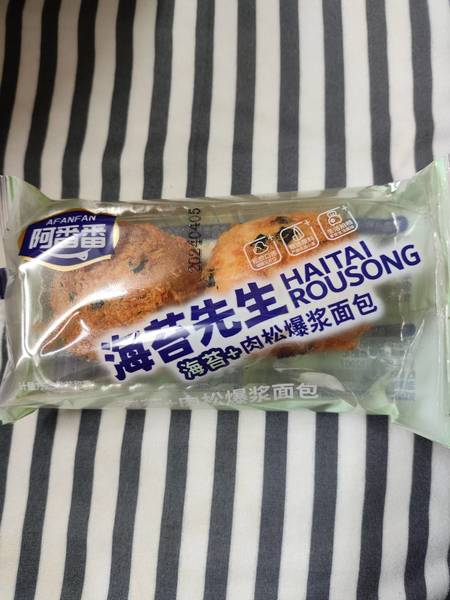 AFANFAN
阿番番
20240405
海苔先生
HAITAI
ROUSONG
海苔+肉松爆浆面包
肉松爆浆面包